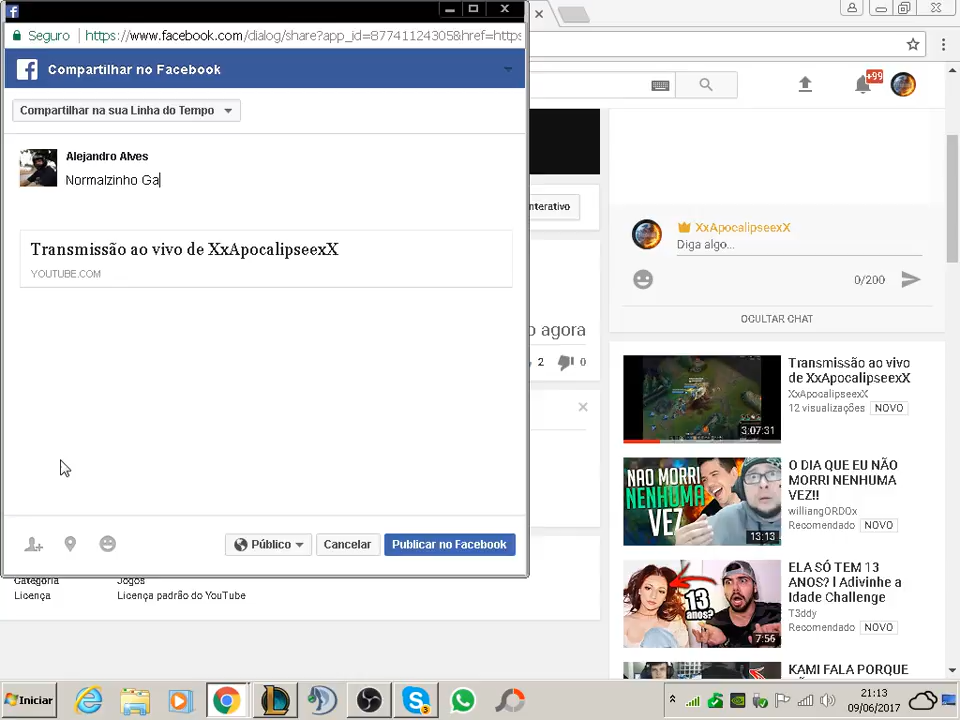 Seguro
https://www.facebook.com/dialog/share?app_id=87741124305&href=https
Compartilhar no Facebook
Compartilhar na sua Linha do Tempo
Alejandro Alves
Normalzinho Ga
Transmissão ao vivo de XxApocalipseexX
YOUTUBE.COM
Público
Cancelar
Publicar no Facebook
Categoria
Jogos
Licença
Licença padrão do YouTube
+99
nterativo
o agora
2
0
XxApocalipseexX
Diga algo...
0/200
OCULTAR CHAT
3:07:31
Transmissão ao vivo
de XxApocalipseexX
XxApocalipseexX
12 visualizações
NOVO
NAO MORRI
NENHUMA
VEZ
13:13
O DIA QUE EU NÃO
MORRI NENHUMA
VEZ!!
williangORDOx
Recomendado
NOVO
13
anos?
7:56
ELA SÓ TEM 13
ANOS? l Adivinhe a
Idade Challenge
T3ddy
Recomendado
NOVO
KAMI FALA PORQUE
Iniciar
3
21:13
09/06/2017